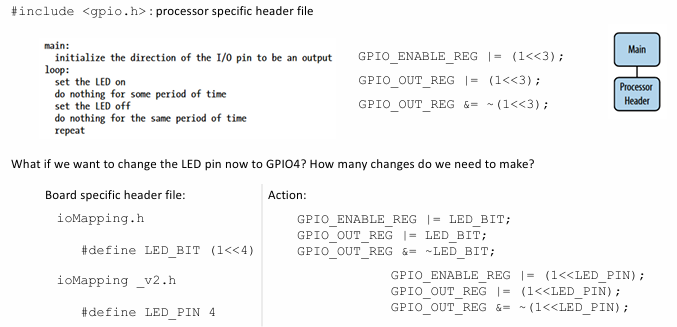 #include <gpio.h> : processor specific header file
main:
initialize the direction of the I/O pin to be an output
loop:
set the LED on
do nothing for some period of time
set the LED off
do nothing for the same period of time
repeat
GPIO_ENABLE_REG |= (1<<3);
GPIO_OUT_REG |= (1<<3);
GPIO_OUT_REG &= ~(1<<3);
Main
Processor
Header
What if we want to change the LED pin now to GPIO4? How many changes do we need to make?
Board specific header file:
ioMapping.h
#define LED_BIT (1<<4)
ioMapping _v2.h
#define LED_PIN 4
Action:
GPIO_ENABLE_REG |= LED_BIT;
GPIO_OUT_REG |= LED_BIT;
GPIO_OUT_REG &= ~LED_BIT;
GPIO_ENABLE_REG |= (1<<LED_PIN);
GPIO_OUT_REG |= (1<<LED_PIN);
GPIO_OUT_REG &= ~(1<<LED_PIN);